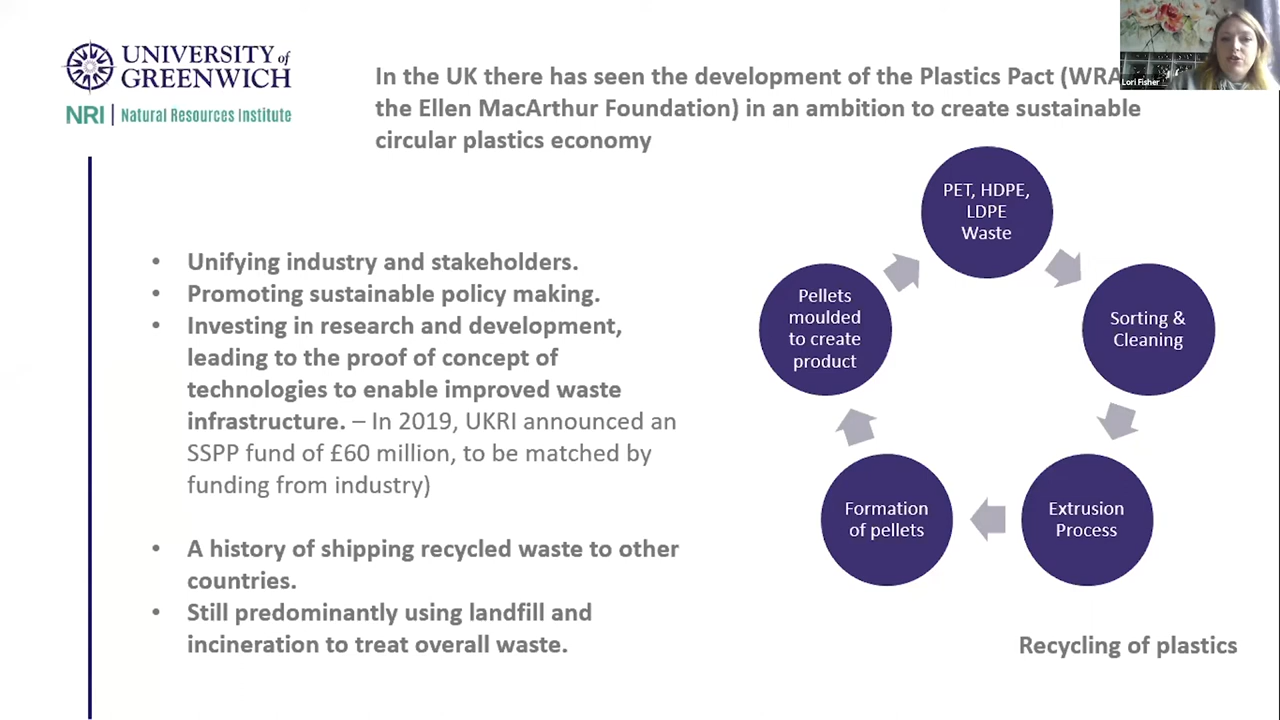 UNIVERSITY of
GREENWICH
NRI | Natural Resources Institute
In the UK there has seen the development of the Plastics Pact (WRA
the Ellen MacArthur Foundation) in an ambition to create sustainable
circular plastics economy
Lori Fisher
• Unifying industry and stakeholders.
• Promoting sustainable policy making.
• Investing in research and development,
leading to the proof of concept of
technologies to enable improved waste
infrastructure. – In 2019, UKRI announced an
SSPP fund of £60 million, to be matched by
funding from industry)
• A history of shipping recycled waste to other
countries.
• Still predominantly using landfill and
incineration to treat overall waste.
PET, HDPE,
LDPE
Waste
Sorting &
Cleaning
Extrusion
Process
Formation
of pellets
Pellets
moulded
to create
product
Recycling of plastics